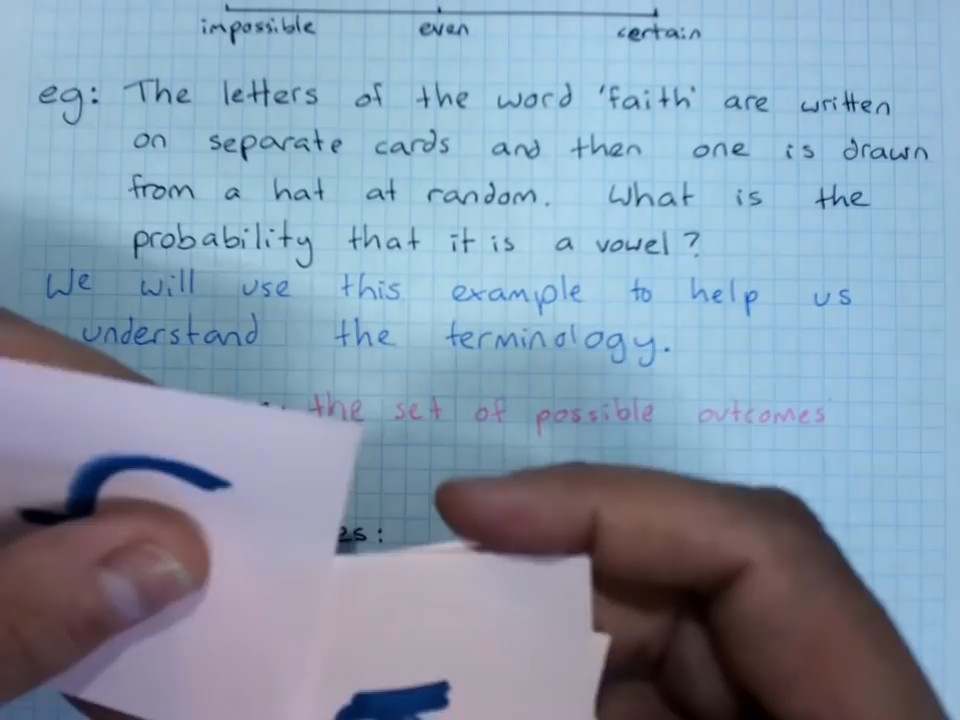 impossible even certain
eg: The letters of the word 'faith' are written
on separate cards and then one is drawn
from a hat at random. What is the
probability that it is a vowel?
We will use this example to help us
understand the terminology.
the set of possible outcomes